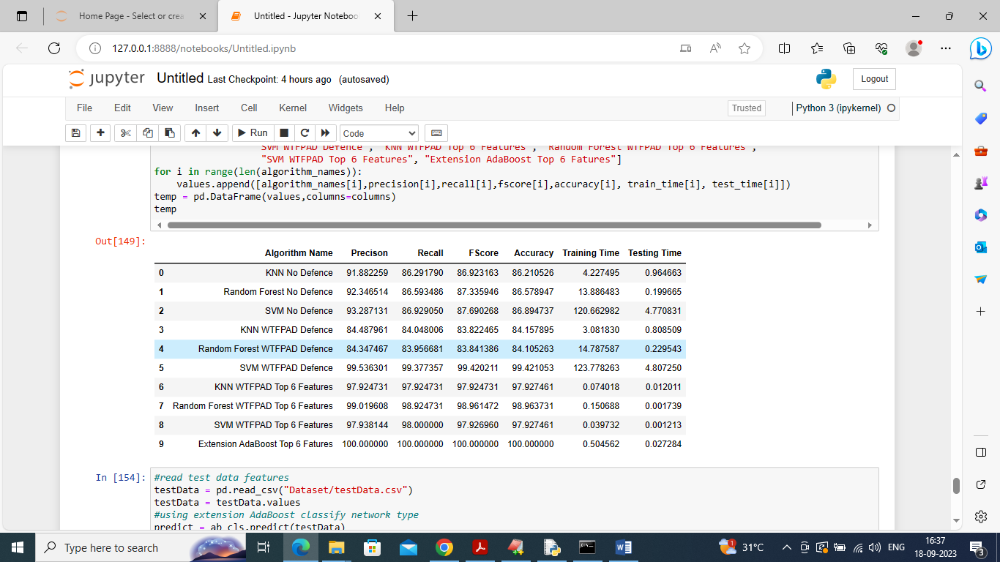 Home Page - Select or crea
Untitled - Jupyter Noteboo
127.0.0.1:8888/notebooks/Untitled.ipynb
jupyter Untitled Last Checkpoint: 4 hours ago (autosaved)
Logout
File Edit View Insert Cell Kernel Widgets Help
Trusted
Python 3 (ipykernel)
Run
Code
"SVM WTFPAD Defence", "KNN WTFPAD Top 6 Features", "Random Forest WTFPAD Top 6 Features",
"SVM WTFPAD Top 6 Features", "Extension AdaBoost Top 6 Fatures"]
for i in range(len(algorithm_names)):
values.append([algorithm_names[i],precision[i],recall[i],fscore[i],accuracy[i], train_time[i], test_time[i]])
temp = pd.DataFrame(values,columns=columns)
temp
Out[149]:
Algorithm Name Precison Recall FScore Accuracy Training Time Testing Time
0 KNN No Defence 91.882259 86.291790 86.923163 86.210526 4.227495 0.964663
1 Random Forest No Defence 92.346514 86.593486 87.335946 86.578947 13.886483 0.199665
2 SVM No Defence 93.287131 86.929050 87.690268 86.894737 120.662982 4.770831
3 KNN WTFPAD Defence 84.487961 84.048006 83.822465 84.157895 3.081830 0.808509
4 Random Forest WTFPAD Defence 84.347467 83.956681 83.841386 84.105263 14.787587 0.229543
5 SVM WTFPAD Defence 99.536301 99.377357 99.420211 99.421053 123.778263 4.807250
6 KNN WTFPAD Top 6 Features 97.924731 97.924731 97.924731 97.927461 0.074018 0.012011
7 Random Forest WTFPAD Top 6 Features 99.019608 98.924731 98.961472 98.963731 0.150688 0.001739
8 SVM WTFPAD Top 6 Features 97.938144 98.000000 97.926960 97.927461 0.039732 0.001213
9 Extension AdaBoost Top 6 Fatures 100.000000 100.000000 100.000000 100.000000 0.504562 0.027284
In [154]:
#read test data features
testData = pd.read_csv("Dataset/testData.csv")
testData = testData.values
#using extension AdaBoost classify network type
predict = ab_cls.predict(testData)
Type here to search
1
31°C
ENG
16:37
18-09-2023
3